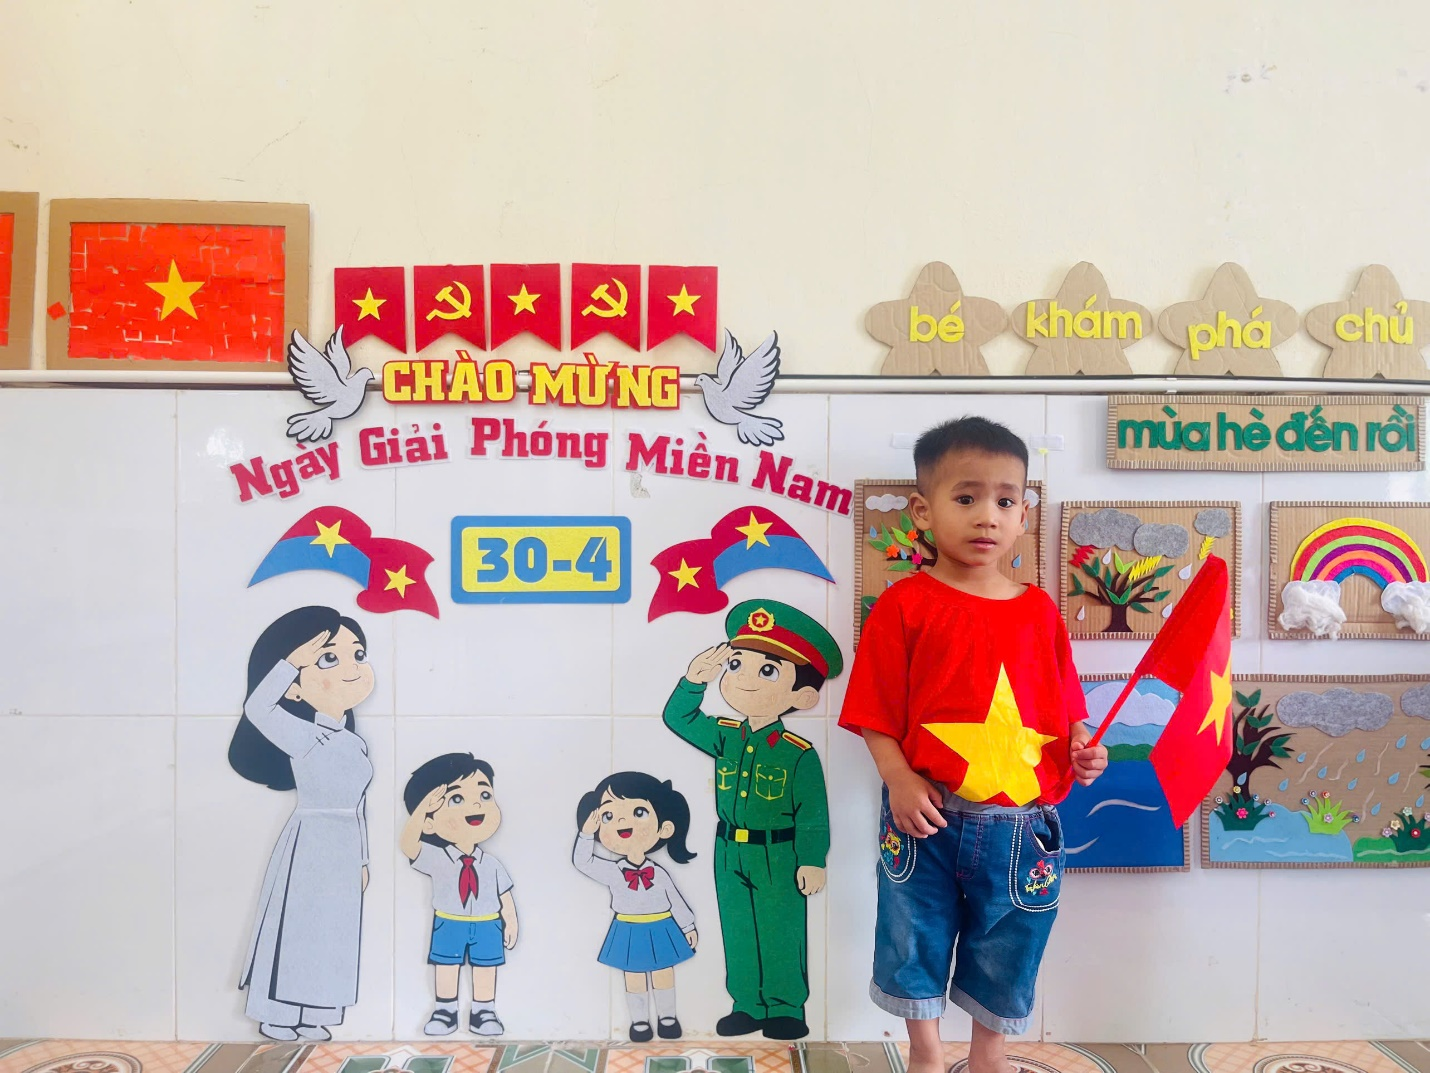 CHÀO MỪNG
Ngày Giải Phóng Miền Nam
30-4
bé khám phá chủ
mùa hè đến rồi